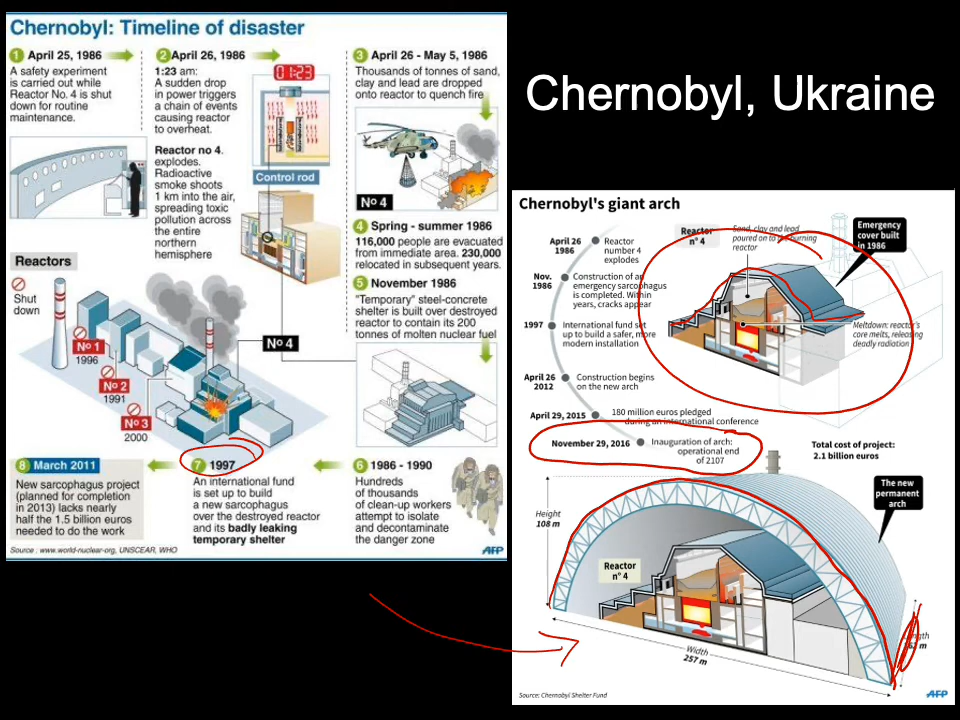 Chernobyl: Timeline of disaster
1 April 25, 1986
A safety experiment
is carried out while
Reactor No. 4 is shut
down for routine
maintenance.
2 April 26, 1986
1:23 am:
A sudden drop
in power triggers
a chain of events
causing reactor
to overheat.
Reactor no 4.
explodes.
Radioactive
smoke shoots
1 km into the air,
spreading toxic
pollution across
the entire
northern
hemisphere
01:23
Control rod
3 April 26 - May 5, 1986
Thousands of tonnes of sand,
clay and lead are dropped
onto reactor to quench fire
No 4
4 Spring - summer 1986
116,000 people are evacuated
from immediate area. 230,000
relocated in subsequent years.
5 November 1986
"Temporary" steel-concrete
shelter is built over destroyed
reactor to contain its 200
tonnes of molten nuclear fuel
Reactors
Shut
down
No 1
1996
No 2
1991
No 3
2000
No 4
8 March 2011
New sarcophagus project
(planned for completion
in 2013) lacks nearly
half the 1.5 billion euros
needed to do the work
7 1997
An international fund
is set up to build
a new sarcophagus
over the destroyed reactor
and its badly leaking
temporary shelter
6 1986 - 1990
Hundreds
of thousands
of clean-up workers
attempt to isolate
and decontaminate
the danger zone
Source : www.world-nuclear-org, UNSCEAR, WHO
AFP
Chernobyl, Ukraine
Chernobyl's giant arch
April 26
1986
Reactor
number 4
explodes
Nov.
1986
Construction of an
emergency sarcophagus
is completed. Within
years, cracks appear
1997
International fund set
up to build a safer, more
modern installation
April 26
2012
Construction begins
on the new arch
April 29, 2015
180 million euros pledged
during an international conference
November 29, 2016
Inauguration of arch:
operational end
of 2107
Reactor
n° 4
Sand, clay and lead
poured on to the burning
reactor
Emergency
cover built
in 1986
Meltdown: reactor's
core melts, releasing
deadly radiation
Total cost of project:
2.1 billion euros
The new
permanent
arch
Height
108 m
Reactor
n° 4
Width
257 m
Length
Source: Chernobyl Shelter Fund
AFP